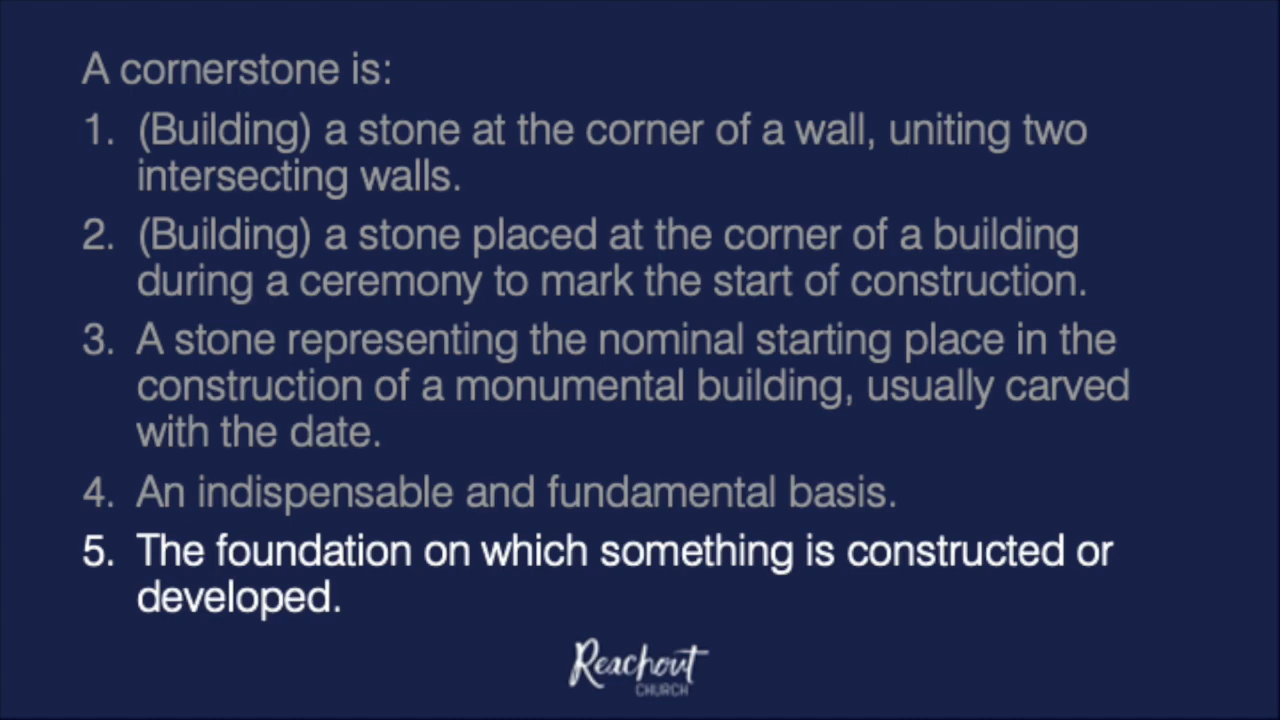 A cornerstone is:
1. (Building) a stone at the corner of a wall, uniting two
intersecting walls.
2. (Building) a stone placed at the corner of a building
during a ceremony to mark the start of construction.
3. A stone representing the nominal starting place in the
construction of a monumental building, usually carved
with the date.
4. An indispensable and fundamental basis.
5. The foundation on which something is constructed or
developed.
Reachout
CHURCH